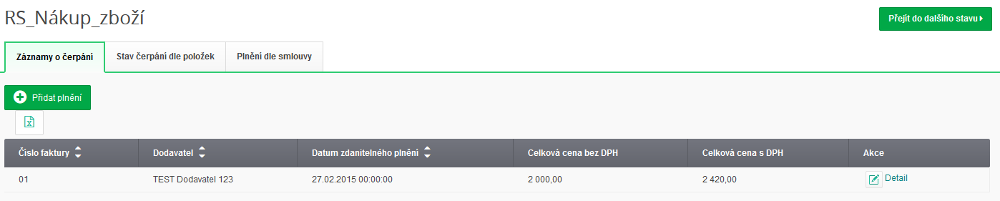 RS_Nákup_zboží
Přejít do dalšího stavu
Záznamy o čerpání Stav čerpání dle položek Plnění dle smlouvy
Přidat plnění
Číslo faktury Dodavatel Datum zdanitelného plnění Celková cena bez DPH Celková cena s DPH Akce
01 TEST Dodavatel 123 27.02.2015 00:00:00 2 000,00 2 420,00 Detail